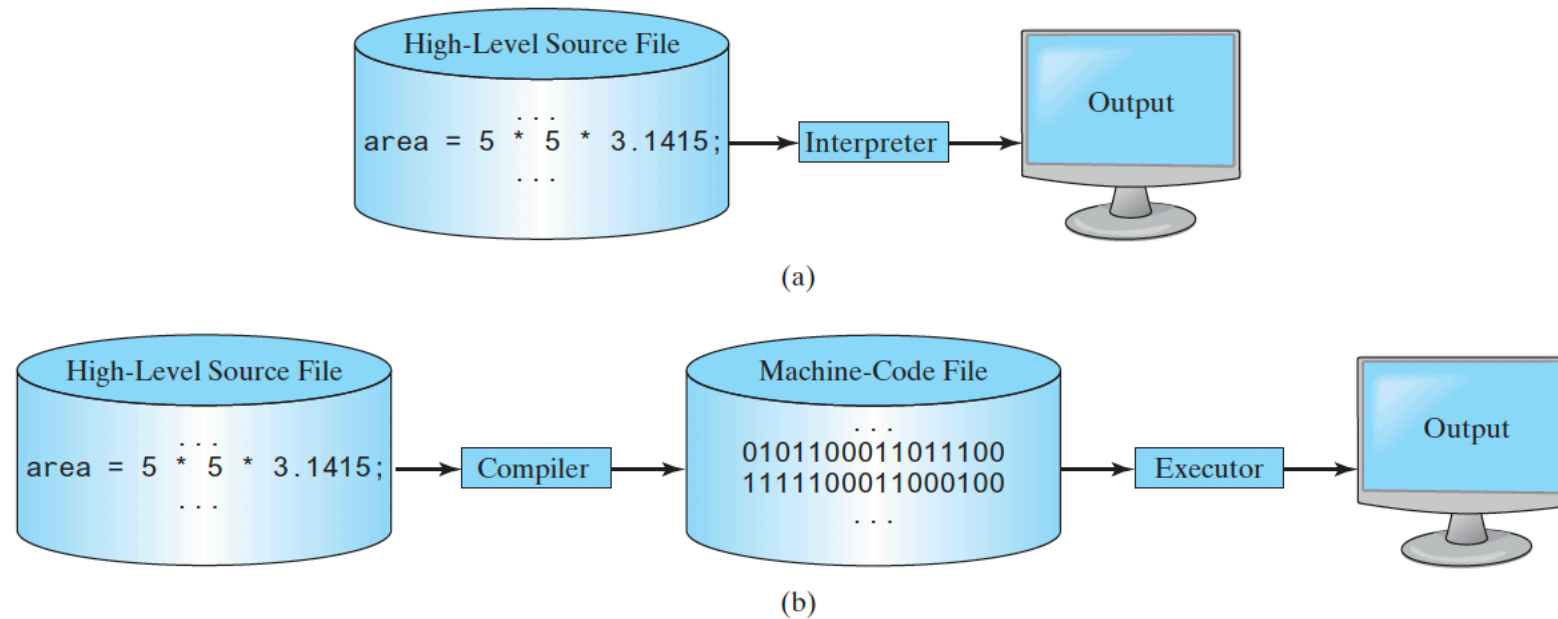 High-Level Source File
...
area = 5 * 5 * 3.1415;
...
Interpreter
Output
(a)
High-Level Source File
...
area = 5 * 5 * 3.1415;
...
Compiler
Machine-Code File
...
0101100011011100
1111100011000100
...
Executor
Output
(b)